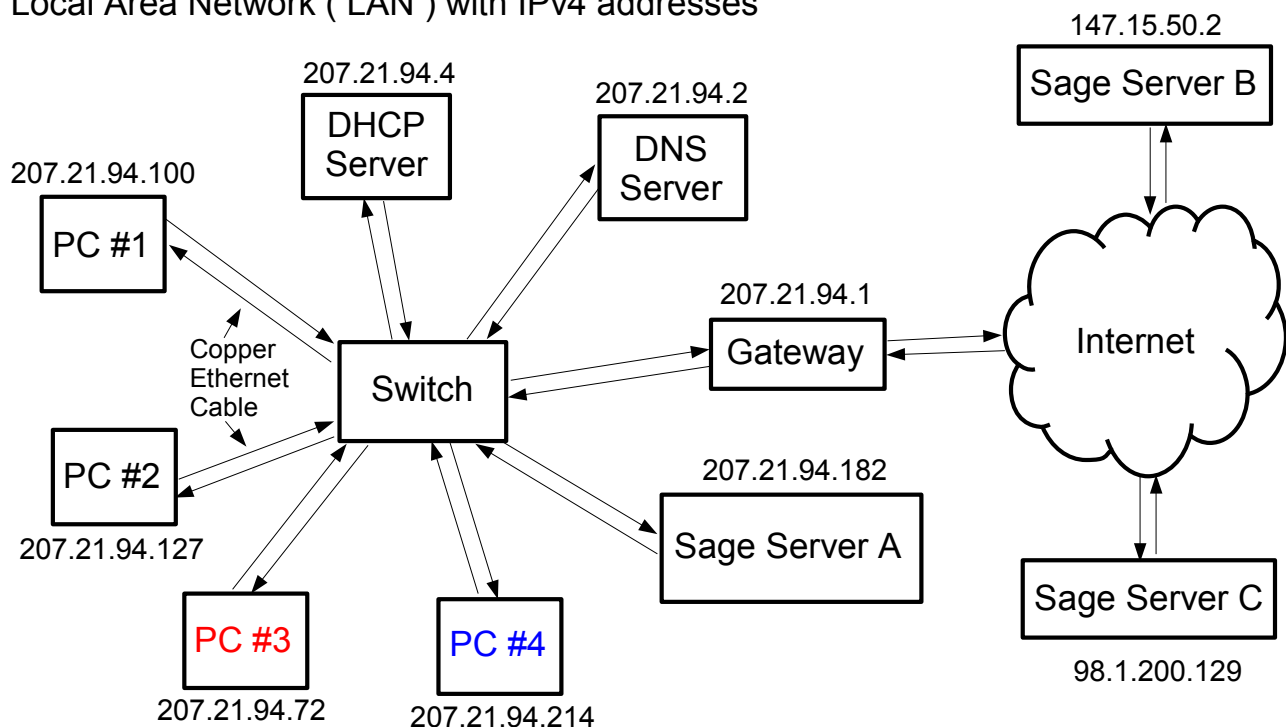 Local Area Network ( LAN ) with IPv4 addresses
147.15.50.2
Sage Server B
207.21.94.4
DHCP
Server
207.21.94.2
DNS
Server
207.21.94.100
PC #1
207.21.94.1
Gateway
Internet
Copper
Ethernet
Cable
Switch
PC #2
207.21.94.127
207.21.94.182
Sage Server A
Sage Server C
98.1.200.129
PC #3
207.21.94.72
PC #4
207.21.94.214